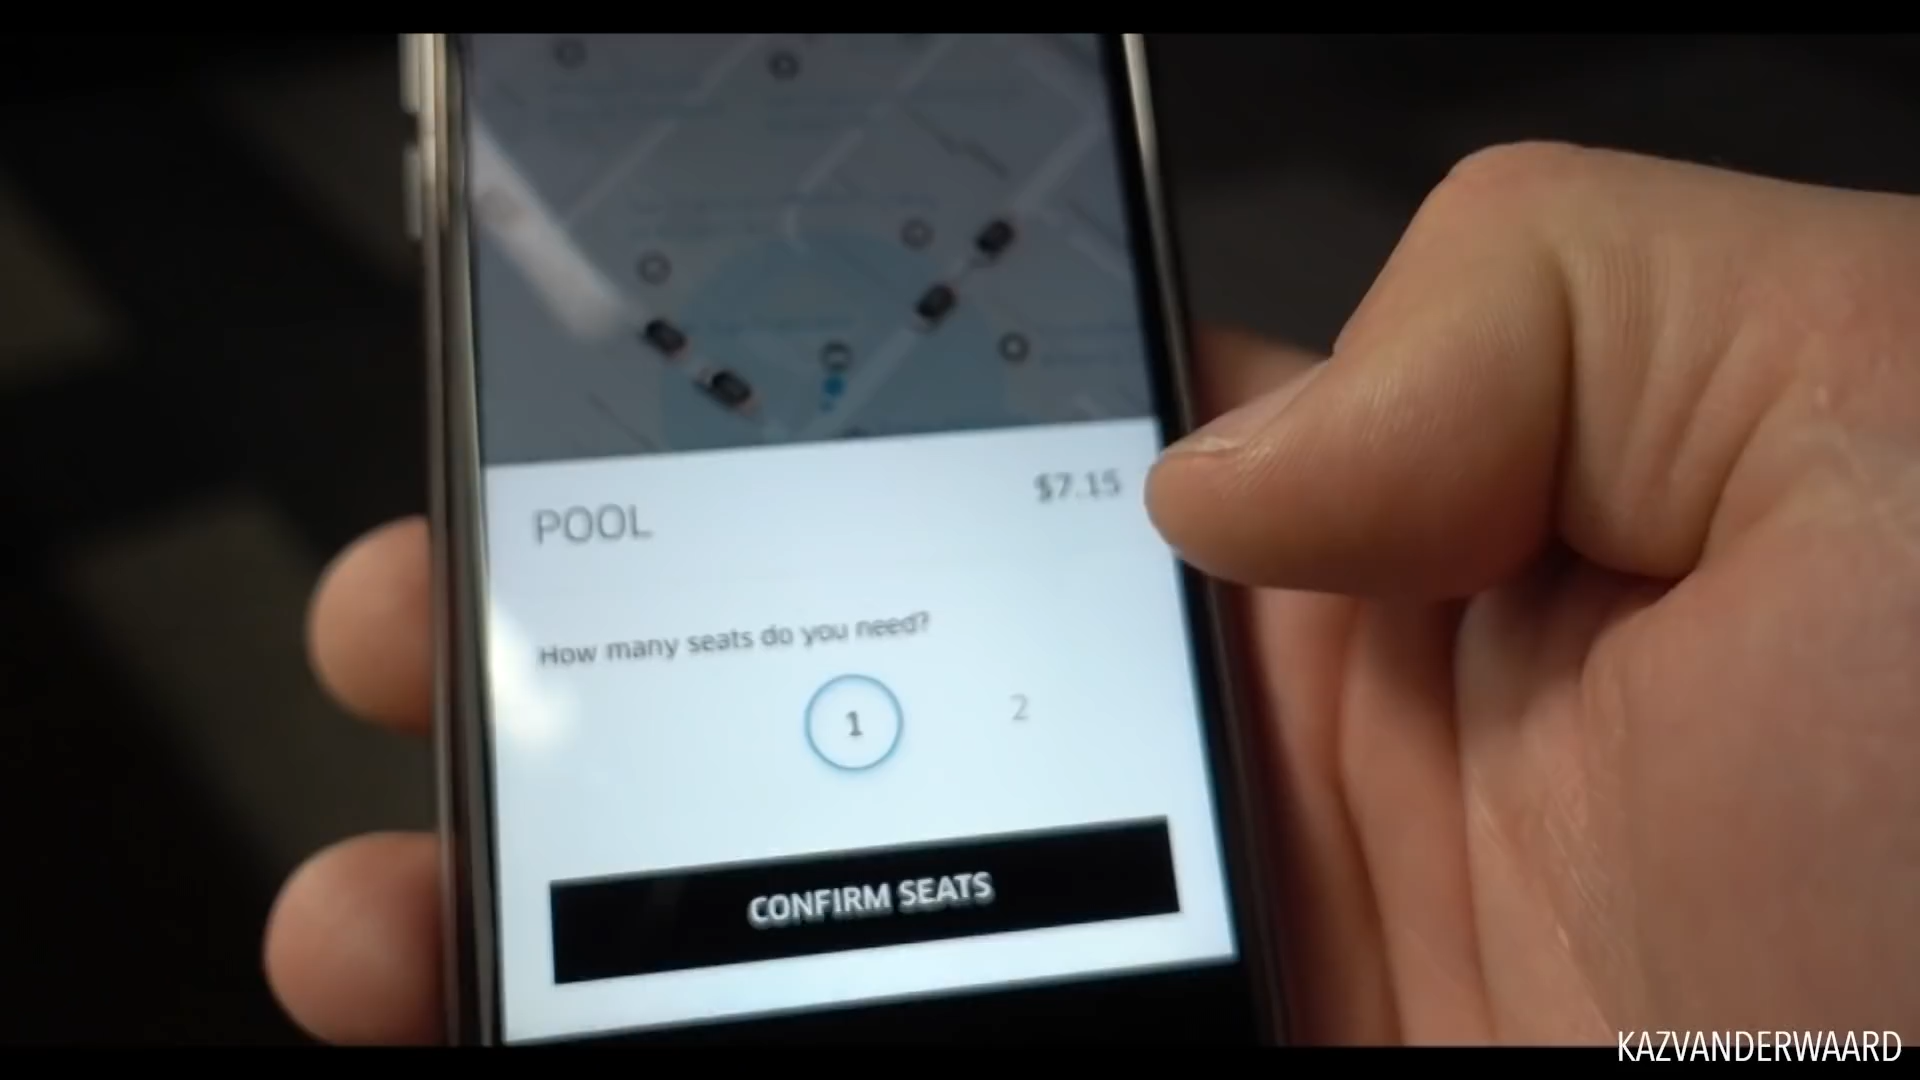 POOL
$7.15
How many seats do you need?
1
2
CONFIRM SEATS
KAZVANDERWAARD